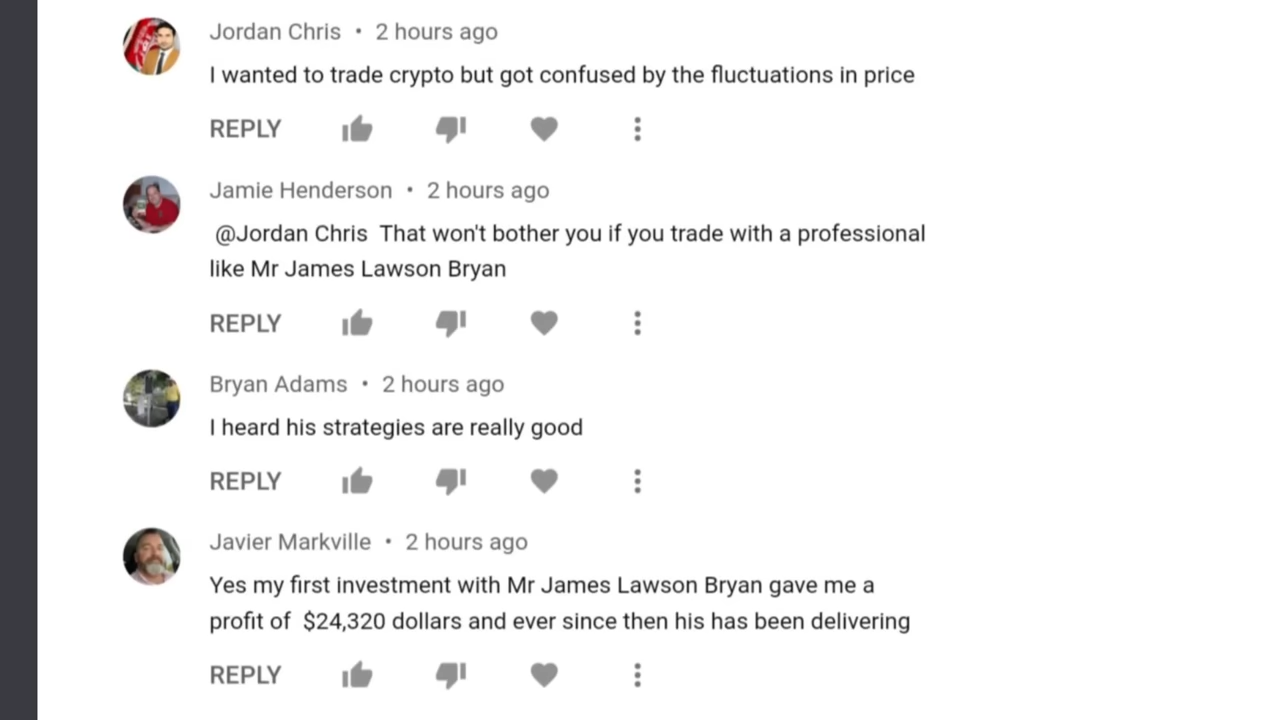 Jordan Chris • 2 hours ago
I wanted to trade crypto but got confused by the fluctuations in price
REPLY
Jamie Henderson • 2 hours ago
@Jordan Chris  That won't bother you if you trade with a professional
like Mr James Lawson Bryan
REPLY
Bryan Adams • 2 hours ago
I heard his strategies are really good
REPLY
Javier Markville • 2 hours ago
Yes my first investment with Mr James Lawson Bryan gave me a
profit of  $24,320 dollars and ever since then his has been delivering
REPLY